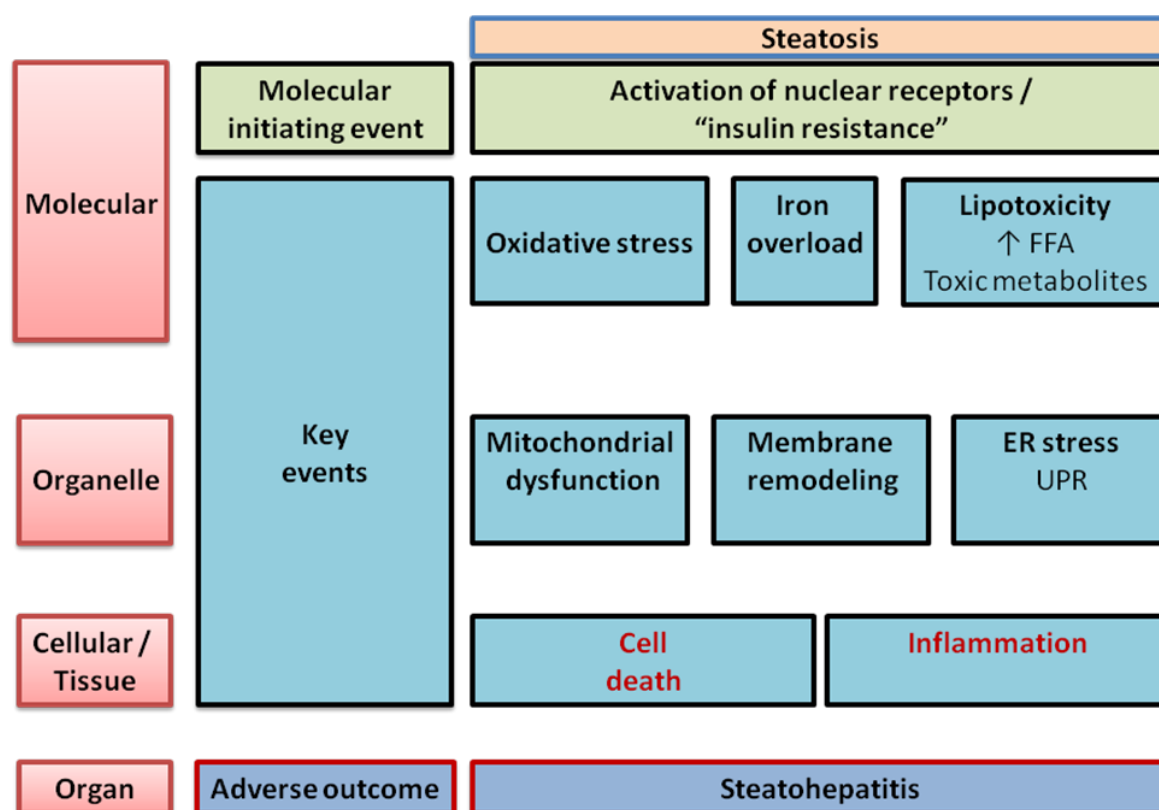 Steatosis
Molecular
Molecular
initiating event
Activation of nuclear receptors /
“insulin resistance”
Key
events
Oxidative stress
Iron
overload
Lipotoxicity
↑ FFA
Toxic metabolites
Organelle
Mitochondrial
dysfunction
Membrane
remodeling
ER stress
UPR
Cellular /
Tissue
Cell
death
Inflammation
Organ
Adverse outcome
Steatohepatitis